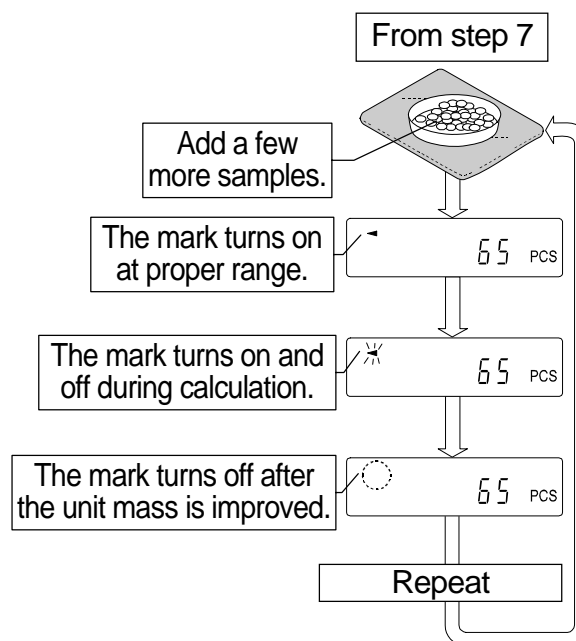 From step 7
Add a few
more samples.
The mark turns on
at proper range.
65 PCS
The mark turns on and
off during calculation.
65 PCS
The mark turns off after
the unit mass is improved.
65 PCS
Repeat